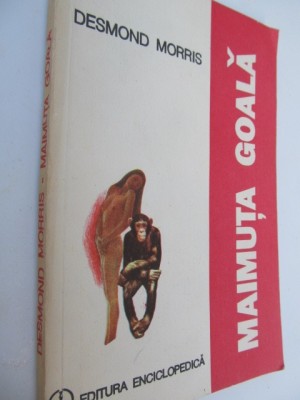 DESMOND MORRIS
MAIMUȚA GOALĂ
EDITURA ENCICLOPEDICĂ
DESMOND MORRIS - MAIMUȚA GOALĂ